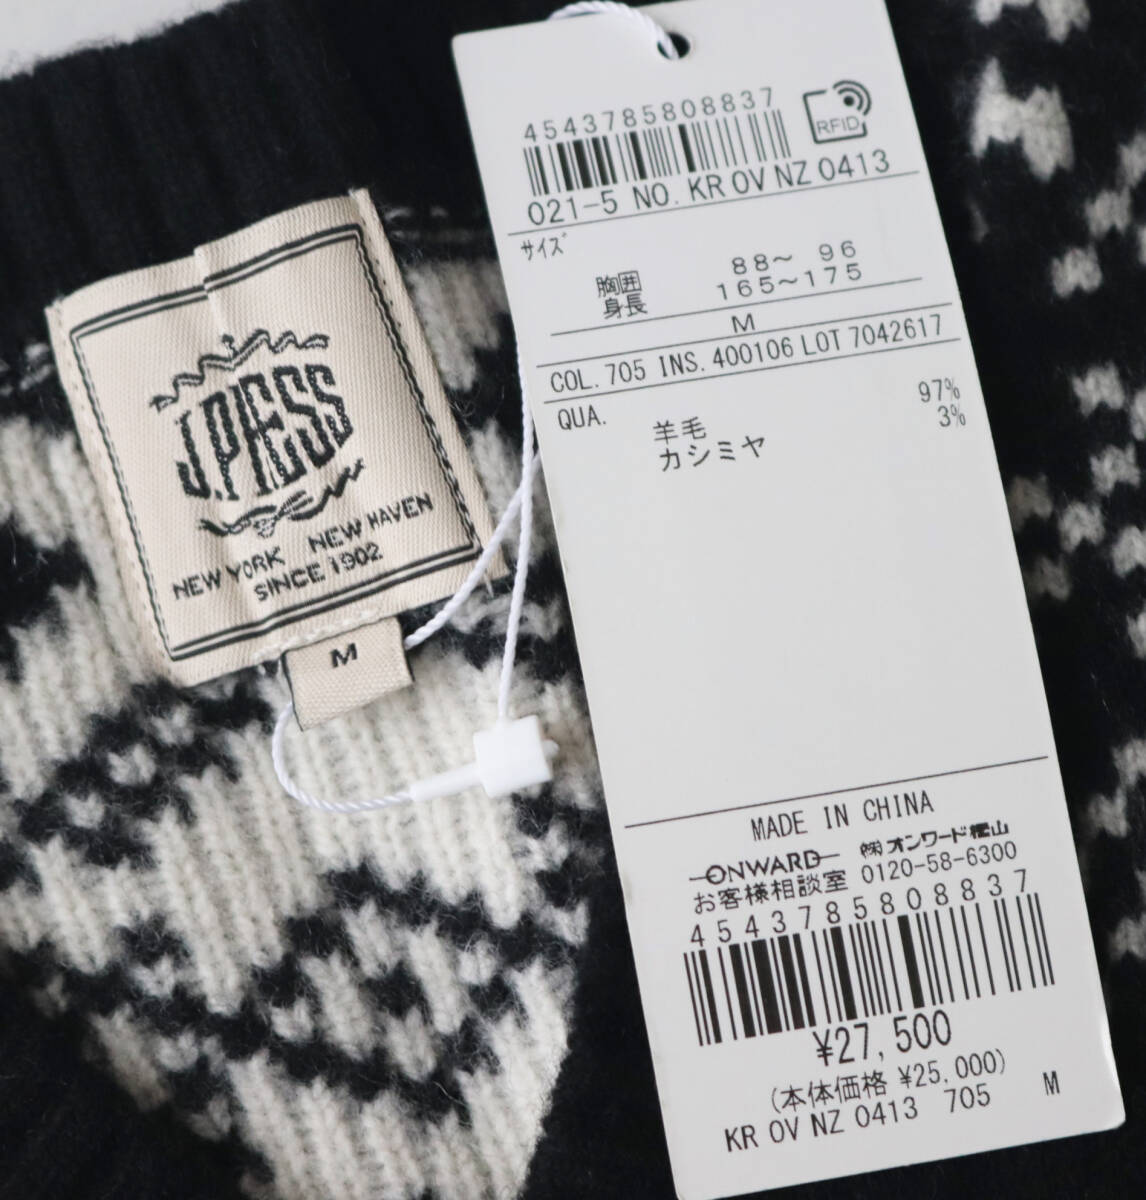 4543785808837
RFID
021-5 NO. KR OV NZ 0413
サイズ
胸囲 88～ 96
身長 165～175
M
COL. 705 INS. 400106 LOT 7042617
QUA.
羊毛 97%
カシミヤ 3%
MADE IN CHINA
ONWARD ㈱オンワード樫山
お客様相談室 0120-58-6300
4543785808837
¥27,500
(本体価格 ¥25,000)
KR OV NZ 0413 705 M
J.PRESS
NEW YORK NEW HAVEN
SINCE 1902
M